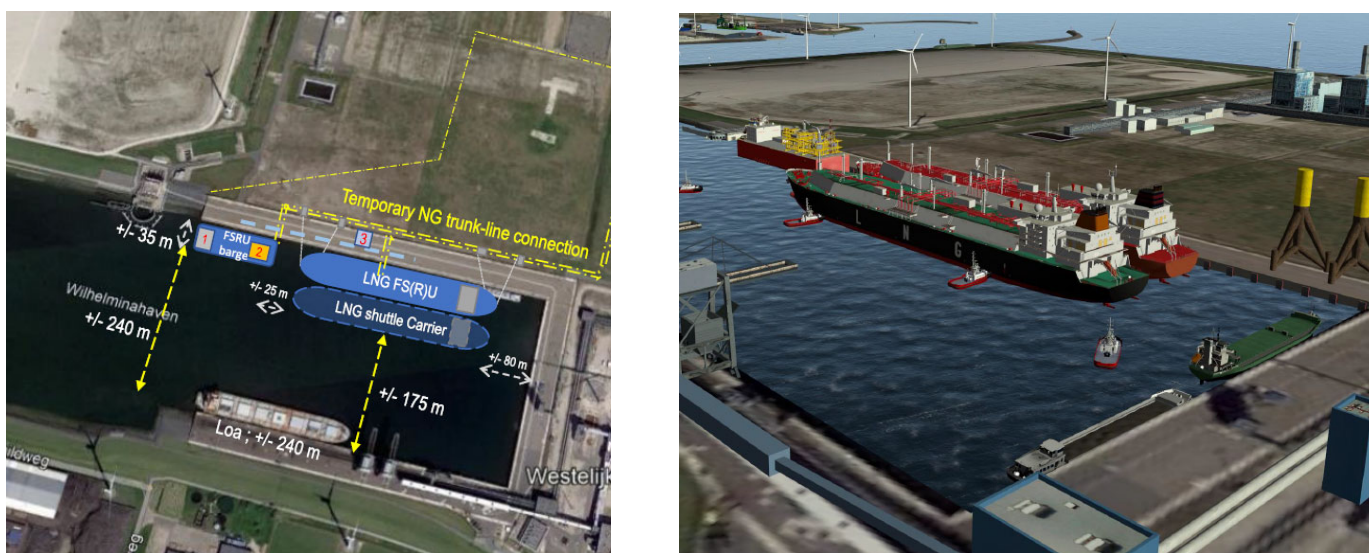 Temporary NG trunk-line connection
+/- 35 m
1
FSRU
barge
2
3
LNG FS(R)U
+/- 25 m
LNG shuttle Carrier
Wilhelminahaven
+/- 240 m
+/- 80 m
+/- 175 m
Loa ; +/- 240 m
Westelijk
L N G